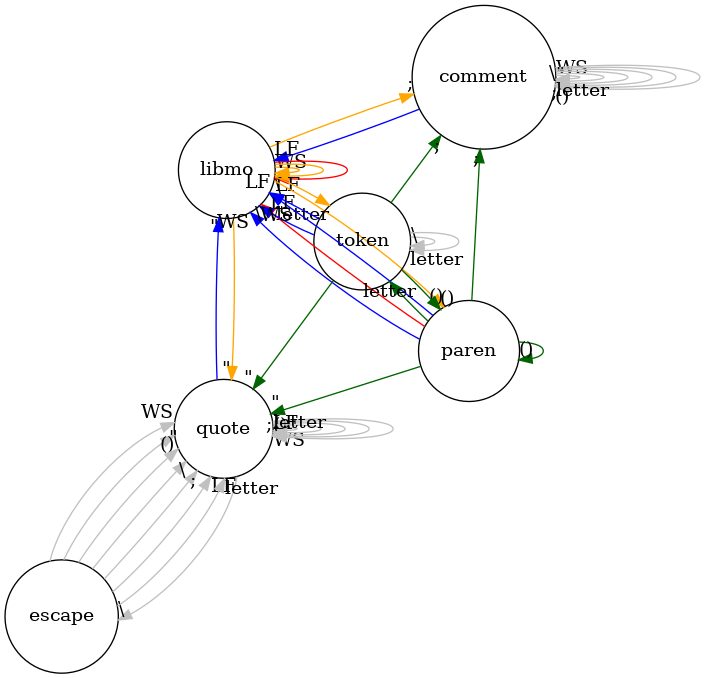 comment
WS
\
"
letter
;
()
;
LF
libmo
WS
LF
LF
\
LF
letter
"
WS
\
WS
;
;
token
\
letter
letter
()
()
paren
()
"
"
"
quote
;
LF
letter
WS
WS
"
()
\
;
LF
letter
escape
\